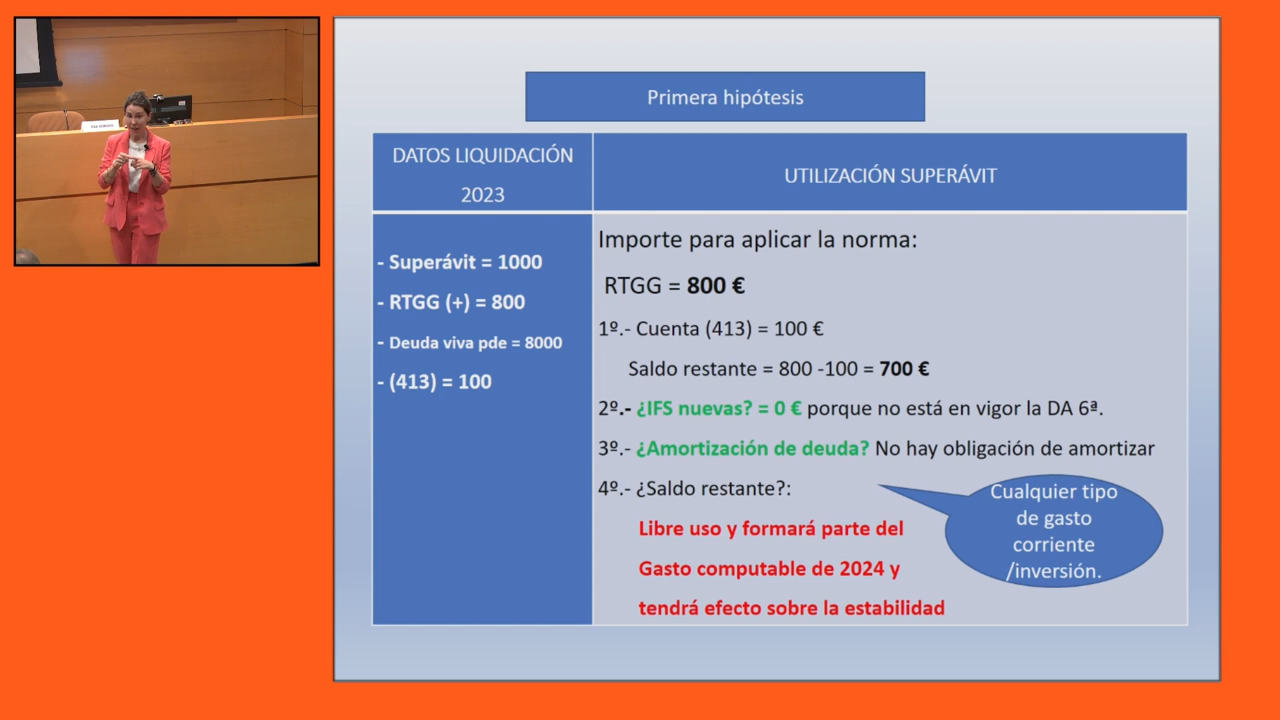 Primera hipótesis
DATOS LIQUIDACIÓN
2023
UTILIZACIÓN SUPERÁVIT
- Superávit = 1000
- RTGG (+) = 800
- Deuda viva pde = 8000
- (413) = 100
Importe para aplicar la norma:
RTGG = 800 €
1º.- Cuenta (413) = 100 €
Saldo restante = 800 -100 = 700 €
2º.- ¿IFS nuevas? = 0 € porque no está en vigor la DA 6ª.
3º.- ¿Amortización de deuda? No hay obligación de amortizar
4º.- ¿Saldo restante?:
Libre uso y formará parte del
Gasto computable de 2024 y
tendrá efecto sobre la estabilidad
Cualquier tipo
de gasto
corriente
/inversión.